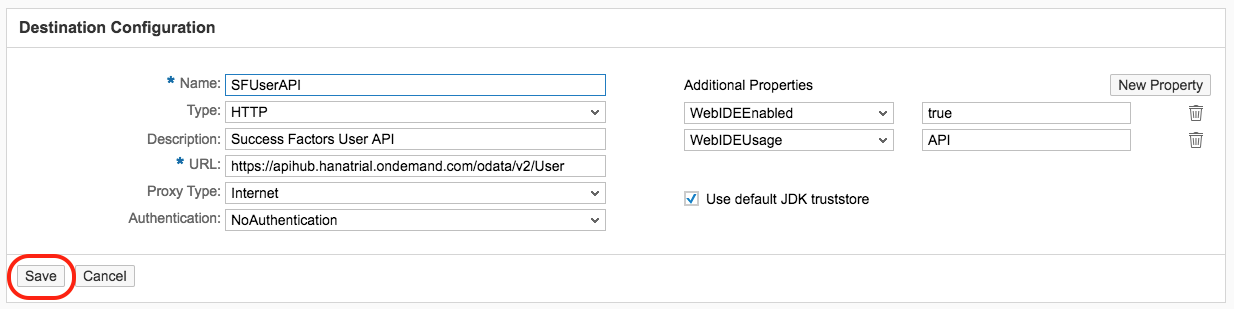 Destination Configuration
* Name: SFUserAPI
Type: HTTP
Description: Success Factors User API
* URL: https://apihub.hanatrial.ondemand.com/odata/v2/User
Proxy Type: Internet
Authentication: NoAuthentication
Additional Properties New Property
WebIDEEnabled true
WebIDEUsage API
Use default JDK truststore
Save Cancel